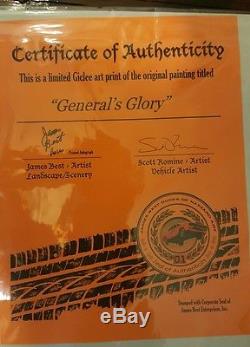 Certificate of Authenticity
This is a limited Giclee art print of the original painting titled
"General's Glory"
James Best - Artist
Landscape/Scenery
Scott Romine - Artist
Vehicle Artist
01
Stamped with Corporate Seal of
James Best Enterprises, Inc.